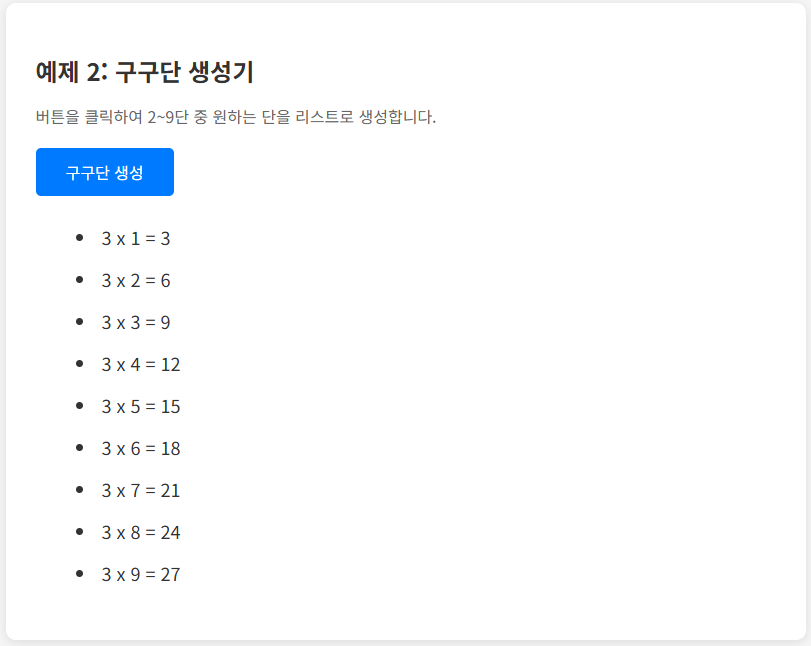 예제 2: 구구단 생성기
버튼을 클릭하여 2~9단 중 원하는 단을 리스트로 생성합니다.
구구단 생성
• 3 x 1 = 3
• 3 x 2 = 6
• 3 x 3 = 9
• 3 x 4 = 12
• 3 x 5 = 15
• 3 x 6 = 18
• 3 x 7 = 21
• 3 x 8 = 24
• 3 x 9 = 27